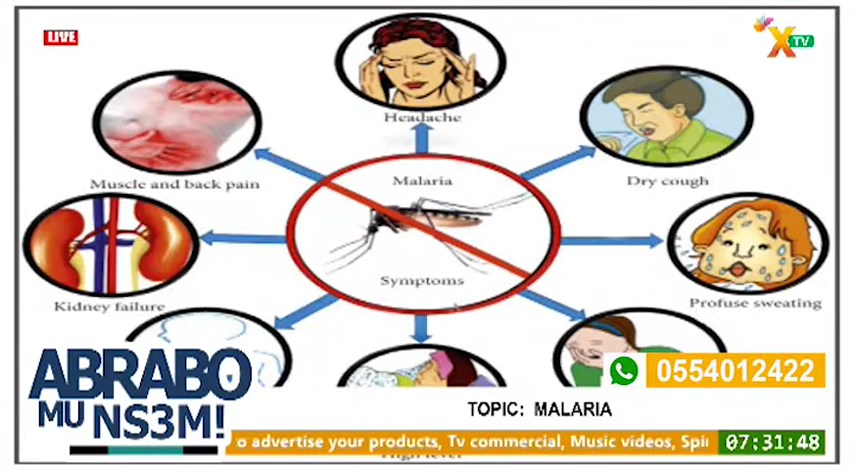 LIVE
X TV
Headache
Muscle and back pain
Malaria
Dry cough
Symptoms
Kidney failure
Profuse sweating
ABRABO
MU NS3M!
0554012422
TOPIC: MALARIA
o advertise your products, Tv commercial, Music videos, Spi
07:31:48